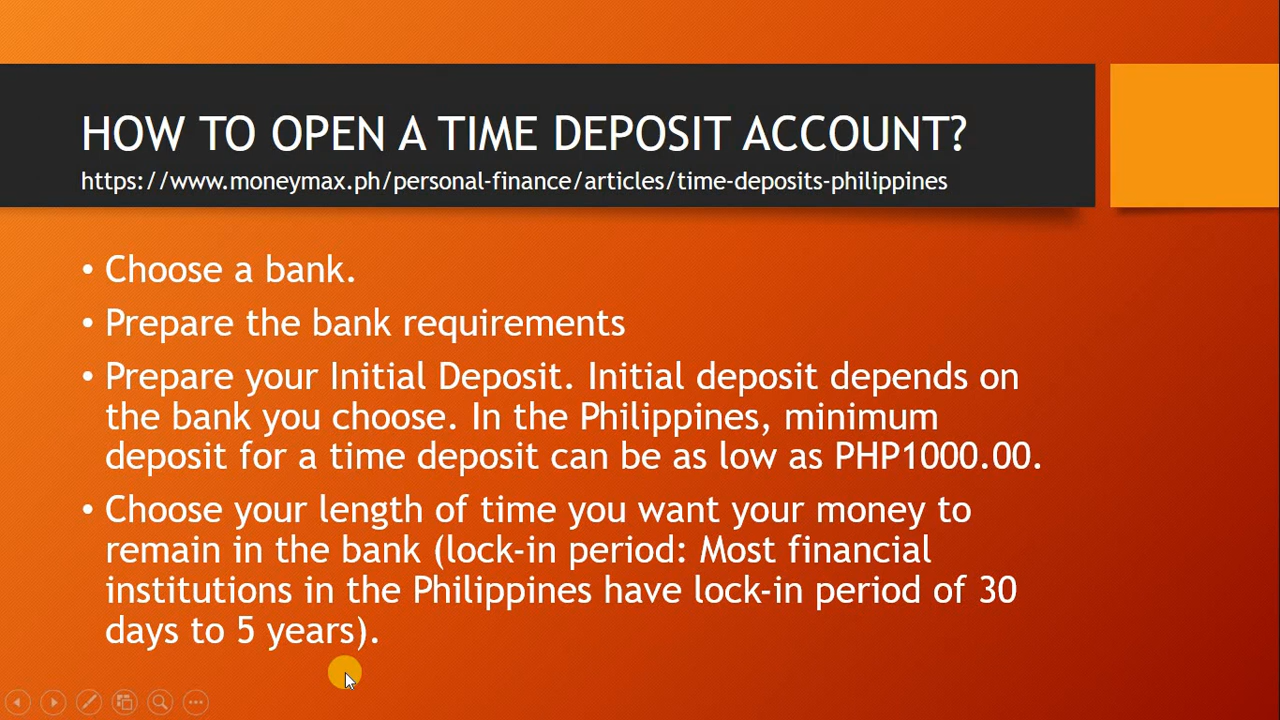 HOW TO OPEN A TIME DEPOSIT ACCOUNT?
https://www.moneymax.ph/personal-finance/articles/time-deposits-philippines
• Choose a bank.
• Prepare the bank requirements
• Prepare your Initial Deposit. Initial deposit depends on
the bank you choose. In the Philippines, minimum
deposit for a time deposit can be as low as PHP1000.00.
• Choose your length of time you want your money to
remain in the bank (lock-in period: Most financial
institutions in the Philippines have lock-in period of 30
days to 5 years).